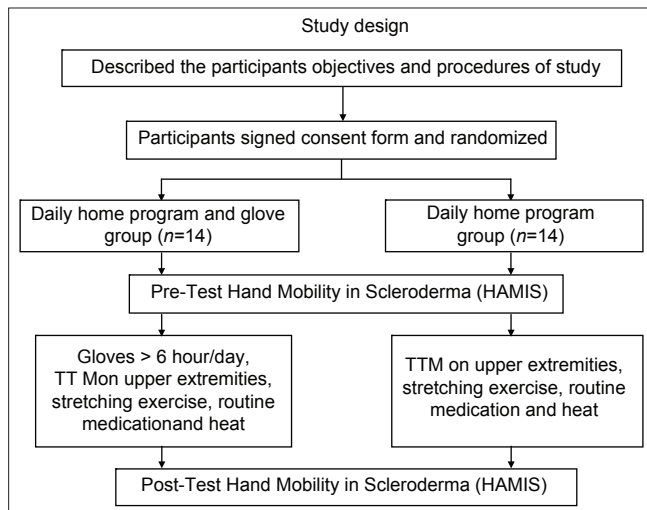 Study design
Described the participants objectives and procedures of study
Participants signed consent form and randomized
Daily home program and glove
group (n=14)
Daily home program
group (n=14)
Pre-Test Hand Mobility in Scleroderma (HAMIS)
Gloves > 6 hour/day,
TT Mon upper extremities,
stretching exercise, routine
medicationand heat
TTM on upper extremities,
stretching exercise, routine
medication and heat
Post-Test Hand Mobility in Scleroderma (HAMIS)